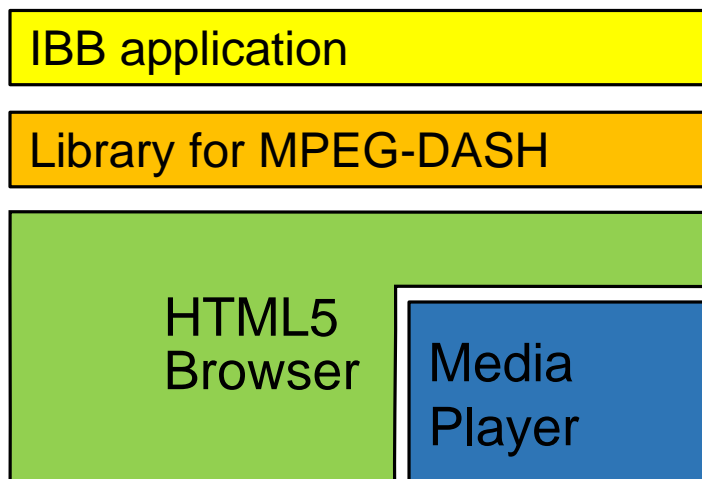 IBB application
Library for MPEG-DASH
HTML5
Browser
Media
Player